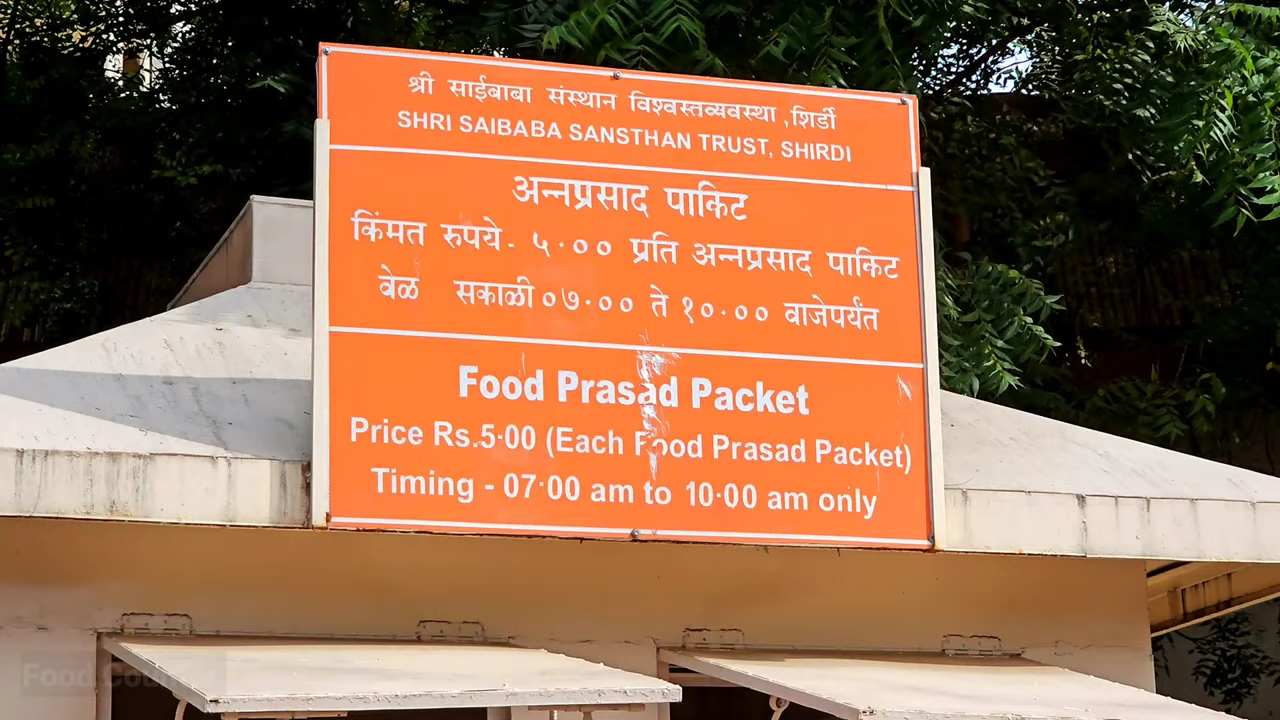 श्री साईबाबा संस्थान विश्वस्तव्यवस्था ,शिर्डी
SHRI SAIBABA SANSTHAN TRUST, SHIRDI
अन्नप्रसाद पाकिट
किंमत रुपये- ५·०० प्रति अन्नप्रसाद पाकिट
वेळ सकाळी ०७·०० ते १०·०० वाजेपर्यंत
Food Prasad Packet
Price Rs.5·00 (Each Food Prasad Packet)
Timing - 07·00 am to 10·00 am only